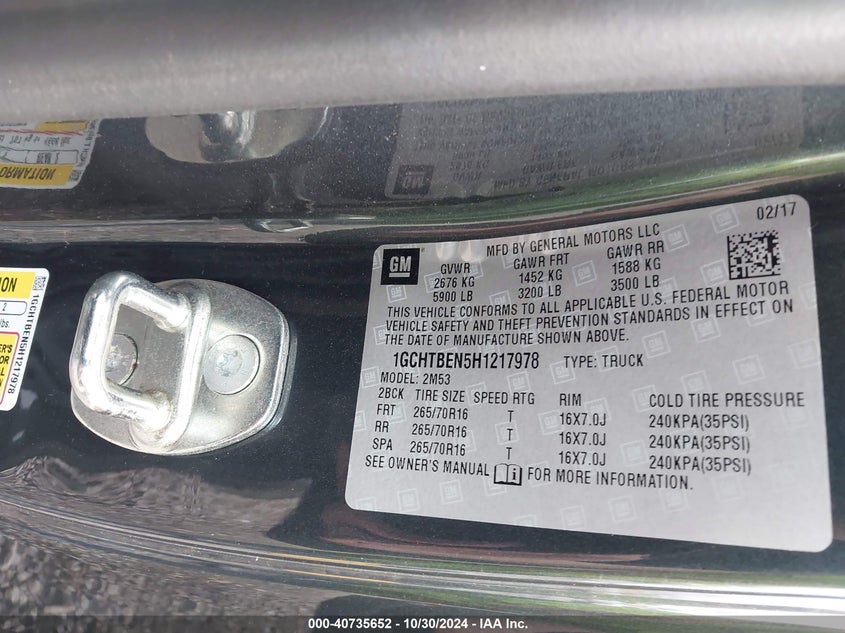 02/17
GM
MFD BY GENERAL MOTORS LLC
GVWR GAWR FRT GAWR RR
2676 KG 1452 KG 1588 KG
5900 LB 3200 LB 3500 LB
THIS VEHICLE CONFORMS TO ALL APPLICABLE U.S. FEDERAL MOTOR
VEHICLE SAFETY AND THEFT PREVENTION STANDARDS IN EFFECT ON
THE DATE OF MANUFACTURE SHOWN ABOVE.
1GCHTBEN5H1217978 TYPE: TRUCK
MODEL: 2M53
2BCK TIRE SIZE SPEED RTG RIM COLD TIRE PRESSURE
FRT 265/70R16 T 16X7.0J 240KPA(35PSI)
RR 265/70R16 T 16X7.0J 240KPA(35PSI)
SPA 265/70R16 T 16X7.0J 240KPA(35PSI)
SEE OWNER'S MANUAL FOR MORE INFORMATION.
2
lbs.
1GCHTBEN5H1217978
000-40735652 - 10/30/2024 - IAA Inc.